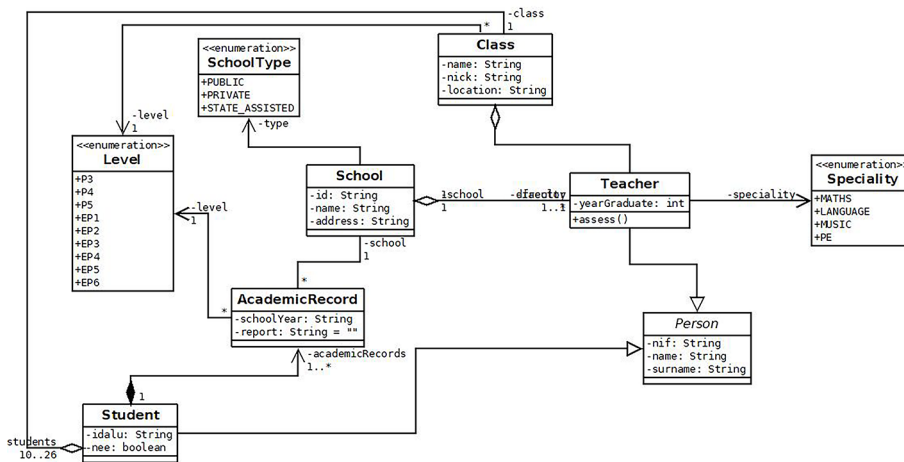 -class
1
*
Class
-name: String
-nick: String
-location: String
<<enumeration>>
SchoolType
+PUBLIC
+PRIVATE
+STATE_ASSISTED
-type
-level
1
<<enumeration>>
Level
+P3
+P4
+P5
+EP1
+EP2
+EP3
+EP4
+EP5
+EP6
School
-id: String
-name: String
-address: String
-school
1
1..
Teacher
-yearGraduate: int
+assess()
-speciality
<<enumeration>>
Speciality
+MATHS
+LANGUAGE
+MUSIC
+PE
-level
1
*
-school
1
*
AcademicRecord
-schoolYear: String
-report: String = ""
-academicRecords
1..*
Person
-nif: String
-name: String
-surname: String
1
Student
-idalu: String
-nee: boolean
students
10..26